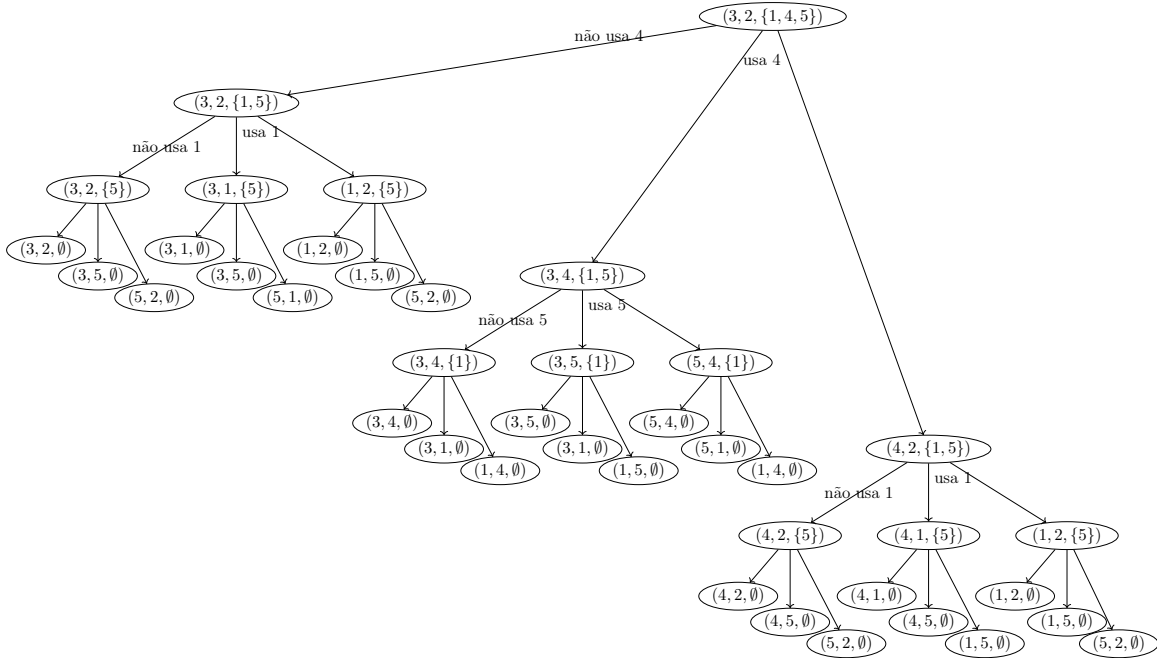 (3, 2, {1, 4, 5})
não usa 4
usa 4
(3, 2, {1, 5})
não usa 1
usa 1
(3, 2, {5})
(3, 1, {5})
(1, 2, {5})
(3, 2, ∅)
(3, 5, ∅)
(5, 2, ∅)
(3, 1, ∅)
(3, 5, ∅)
(5, 1, ∅)
(1, 2, ∅)
(1, 5, ∅)
(5, 2, ∅)
(3, 4, {1, 5})
não usa 5
usa 5
(3, 4, {1})
(3, 5, {1})
(5, 4, {1})
(3, 4, ∅)
(3, 1, ∅)
(1, 4, ∅)
(3, 5, ∅)
(3, 1, ∅)
(1, 5, ∅)
(5, 4, ∅)
(5, 1, ∅)
(1, 4, ∅)
(4, 2, {1, 5})
não usa 1
usa 1
(4, 2, {5})
(4, 1, {5})
(1, 2, {5})
(4, 2, ∅)
(4, 5, ∅)
(5, 2, ∅)
(4, 1, ∅)
(4, 5, ∅)
(1, 5, ∅)
(1, 2, ∅)
(1, 5, ∅)
(5, 2, ∅)